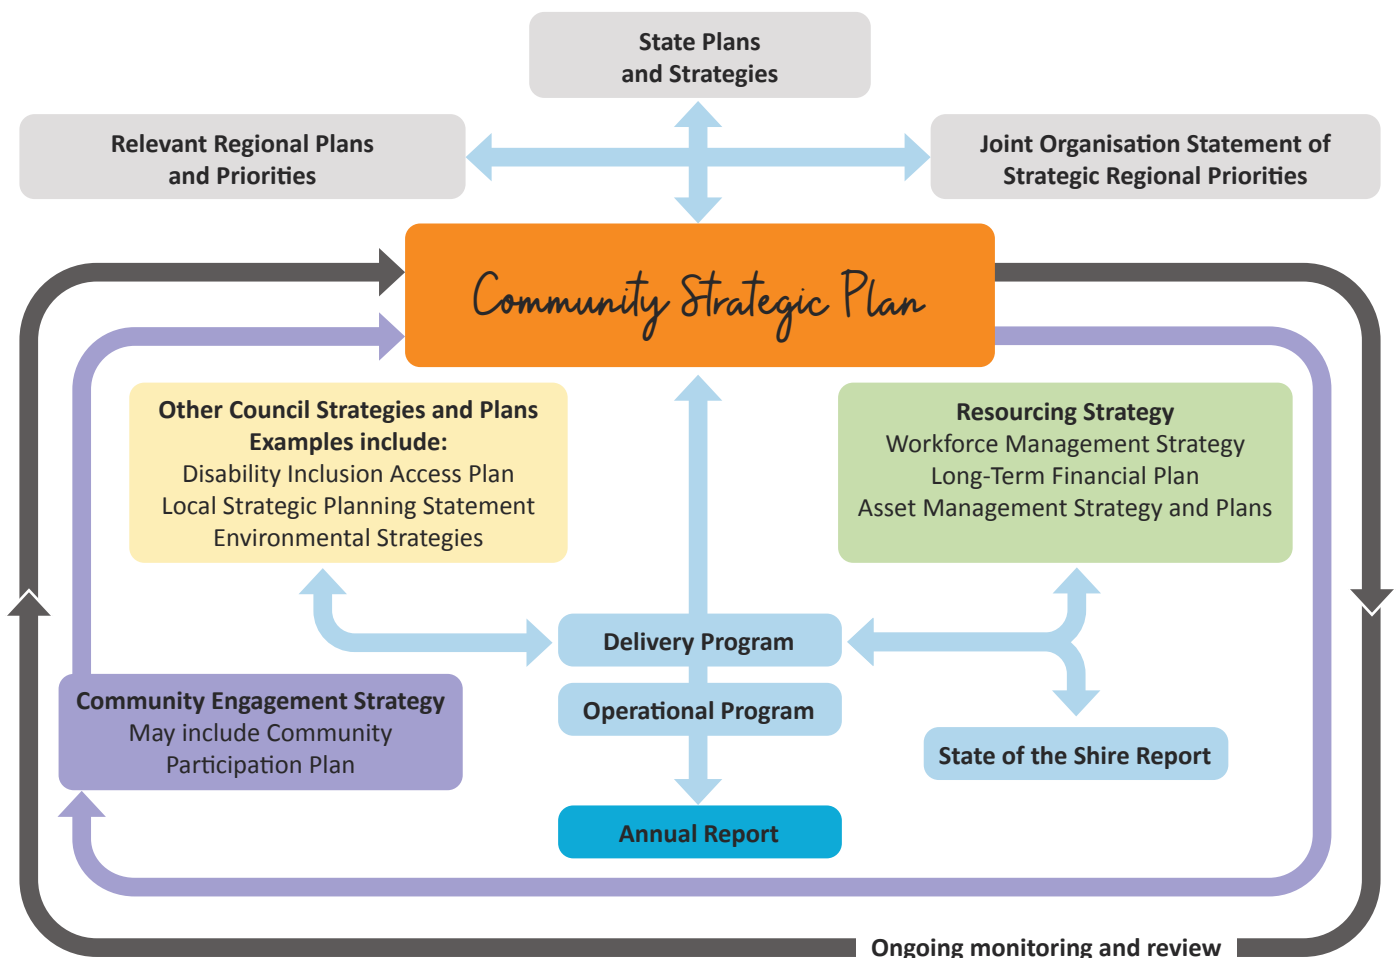 State Plans
and Strategies
Relevant Regional Plans
and Priorities
Joint Organisation Statement of
Strategic Regional Priorities
Community Strategic Plan
Other Council Strategies and Plans
Examples include:
Disability Inclusion Access Plan
Local Strategic Planning Statement
Environmental Strategies
Resourcing Strategy
Workforce Management Strategy
Long-Term Financial Plan
Asset Management Strategy and Plans
Delivery Program
Community Engagement Strategy
May include Community
Participation Plan
Operational Program
State of the Shire Report
Annual Report
Ongoing monitoring and review